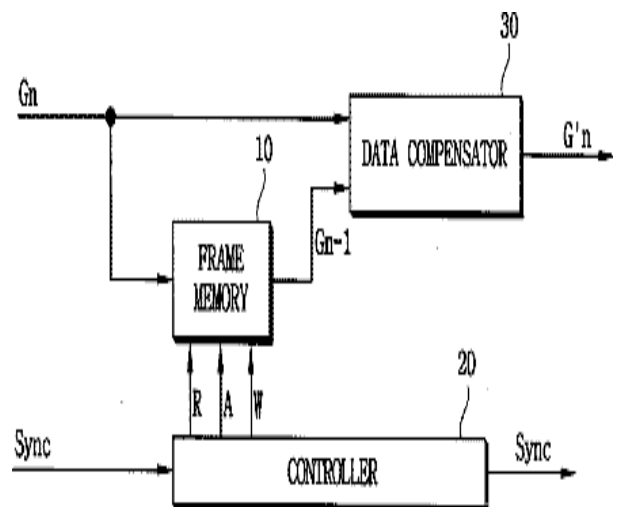 30
Gn
DATA COMPENSATOR
G'n
10
Gn-1
FRAME
MEMORY
R
A
W
20
Sync
CONTROLLER
Sync